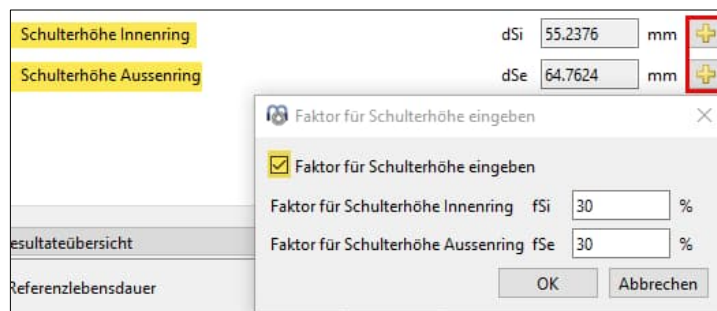 Schulterhöhe Innenring dSi 55.2376 mm
Schulterhöhe Aussenring dSe 64.7624 mm
Faktor für Schulterhöhe eingeben
Faktor für Schulterhöhe eingeben
Faktor für Schulterhöhe Innenring fSi 30 %
Faktor für Schulterhöhe Aussenring fSe 30 %
esultateübersicht
OK Abbrechen
Referenzlebensdauer